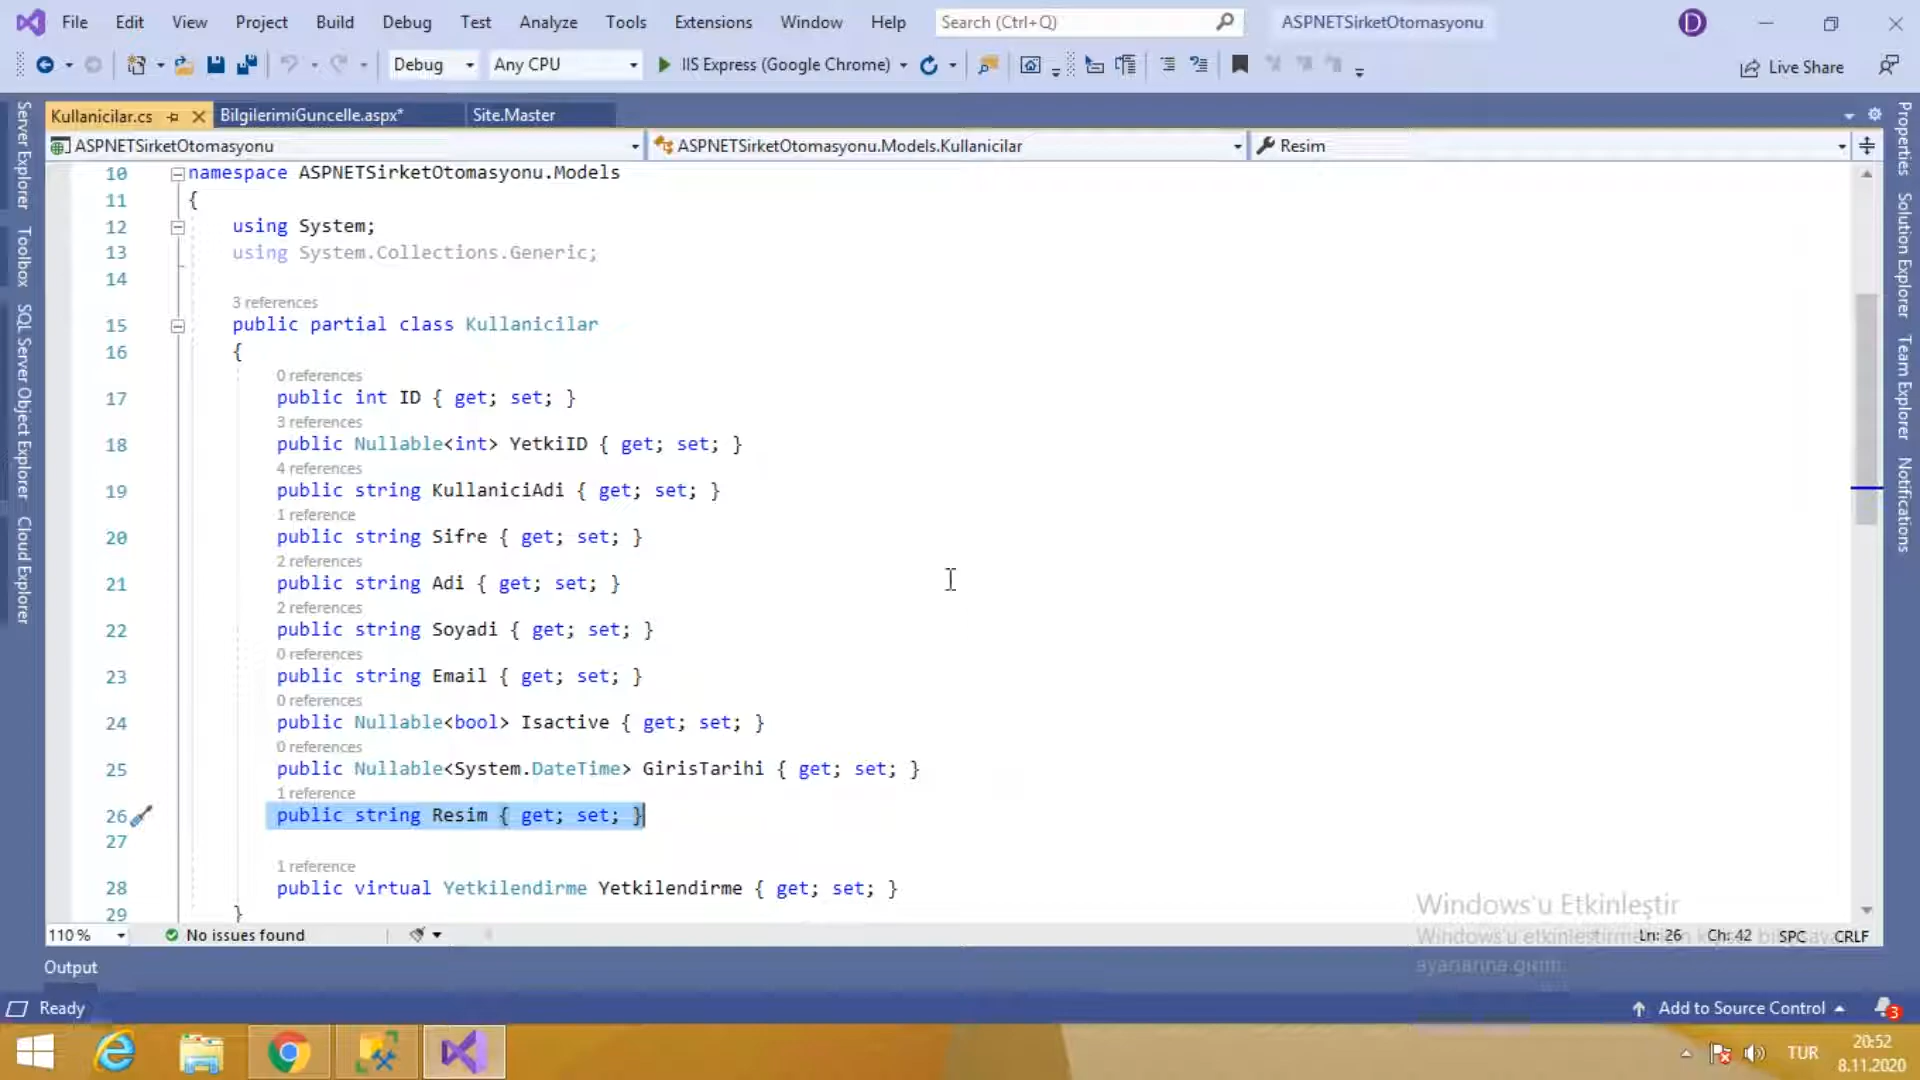 File Edit View Project Build Debug Test Analyze Tools Extensions Window Help Search (Ctrl+Q) ASPNETSirketOtomasyonu D
Debug Any CPU IIS Express (Google Chrome) Live Share
Kullanicilar.cs BilgilerimiGuncelle.aspx* Site.Master
ASPNETSirketOtomasyonu ASPNETSirketOtomasyonu.Models.Kullanicilar Resim
Server Explorer
Toolbox
SQL Server Object Explorer
Cloud Explorer
10 namespace ASPNETSirketOtomasyonu.Models
11 {
12 using System;
13 using System.Collections.Generic;
14
3 references
15 public partial class Kullanicilar
16 {
0 references
17 public int ID { get; set; }
3 references
18 public Nullable<int> YetkiID { get; set; }
4 references
19 public string KullaniciAdi { get; set; }
1 reference
20 public string Sifre { get; set; }
2 references
21 public string Adi { get; set; }
2 references
22 public string Soyadi { get; set; }
0 references
23 public string Email { get; set; }
0 references
24 public Nullable<bool> Isactive { get; set; }
0 references
25 public Nullable<System.DateTime> GirisTarihi { get; set; }
1 reference
26 public string Resim { get; set; }
27
1 reference
28 public virtual Yetkilendirme Yetkilendirme { get; set; }
29 }
Properties
Solution Explorer
Team Explorer
Notifications
Windows'u Etkinleştir
Windows'u etkinleştirmek için
110 % No issues found Ln: 26 Ch: 42 SPC CRLF
Output
Ready Add to Source Control 3
TUR 20:52
8.11.2020